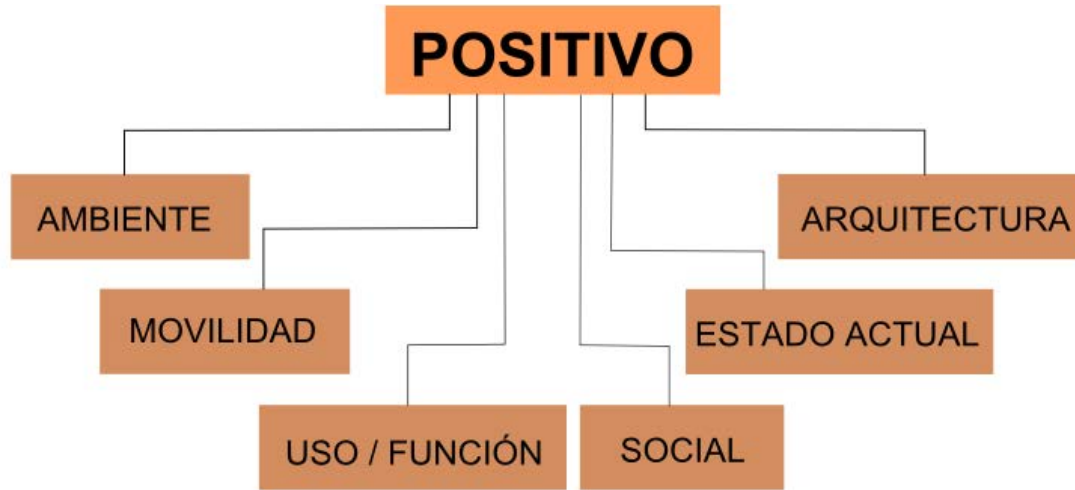 POSITIVO
AMBIENTE
ARQUITECTURA
MOVILIDAD
ESTADO ACTUAL
USO / FUNCIÓN
SOCIAL